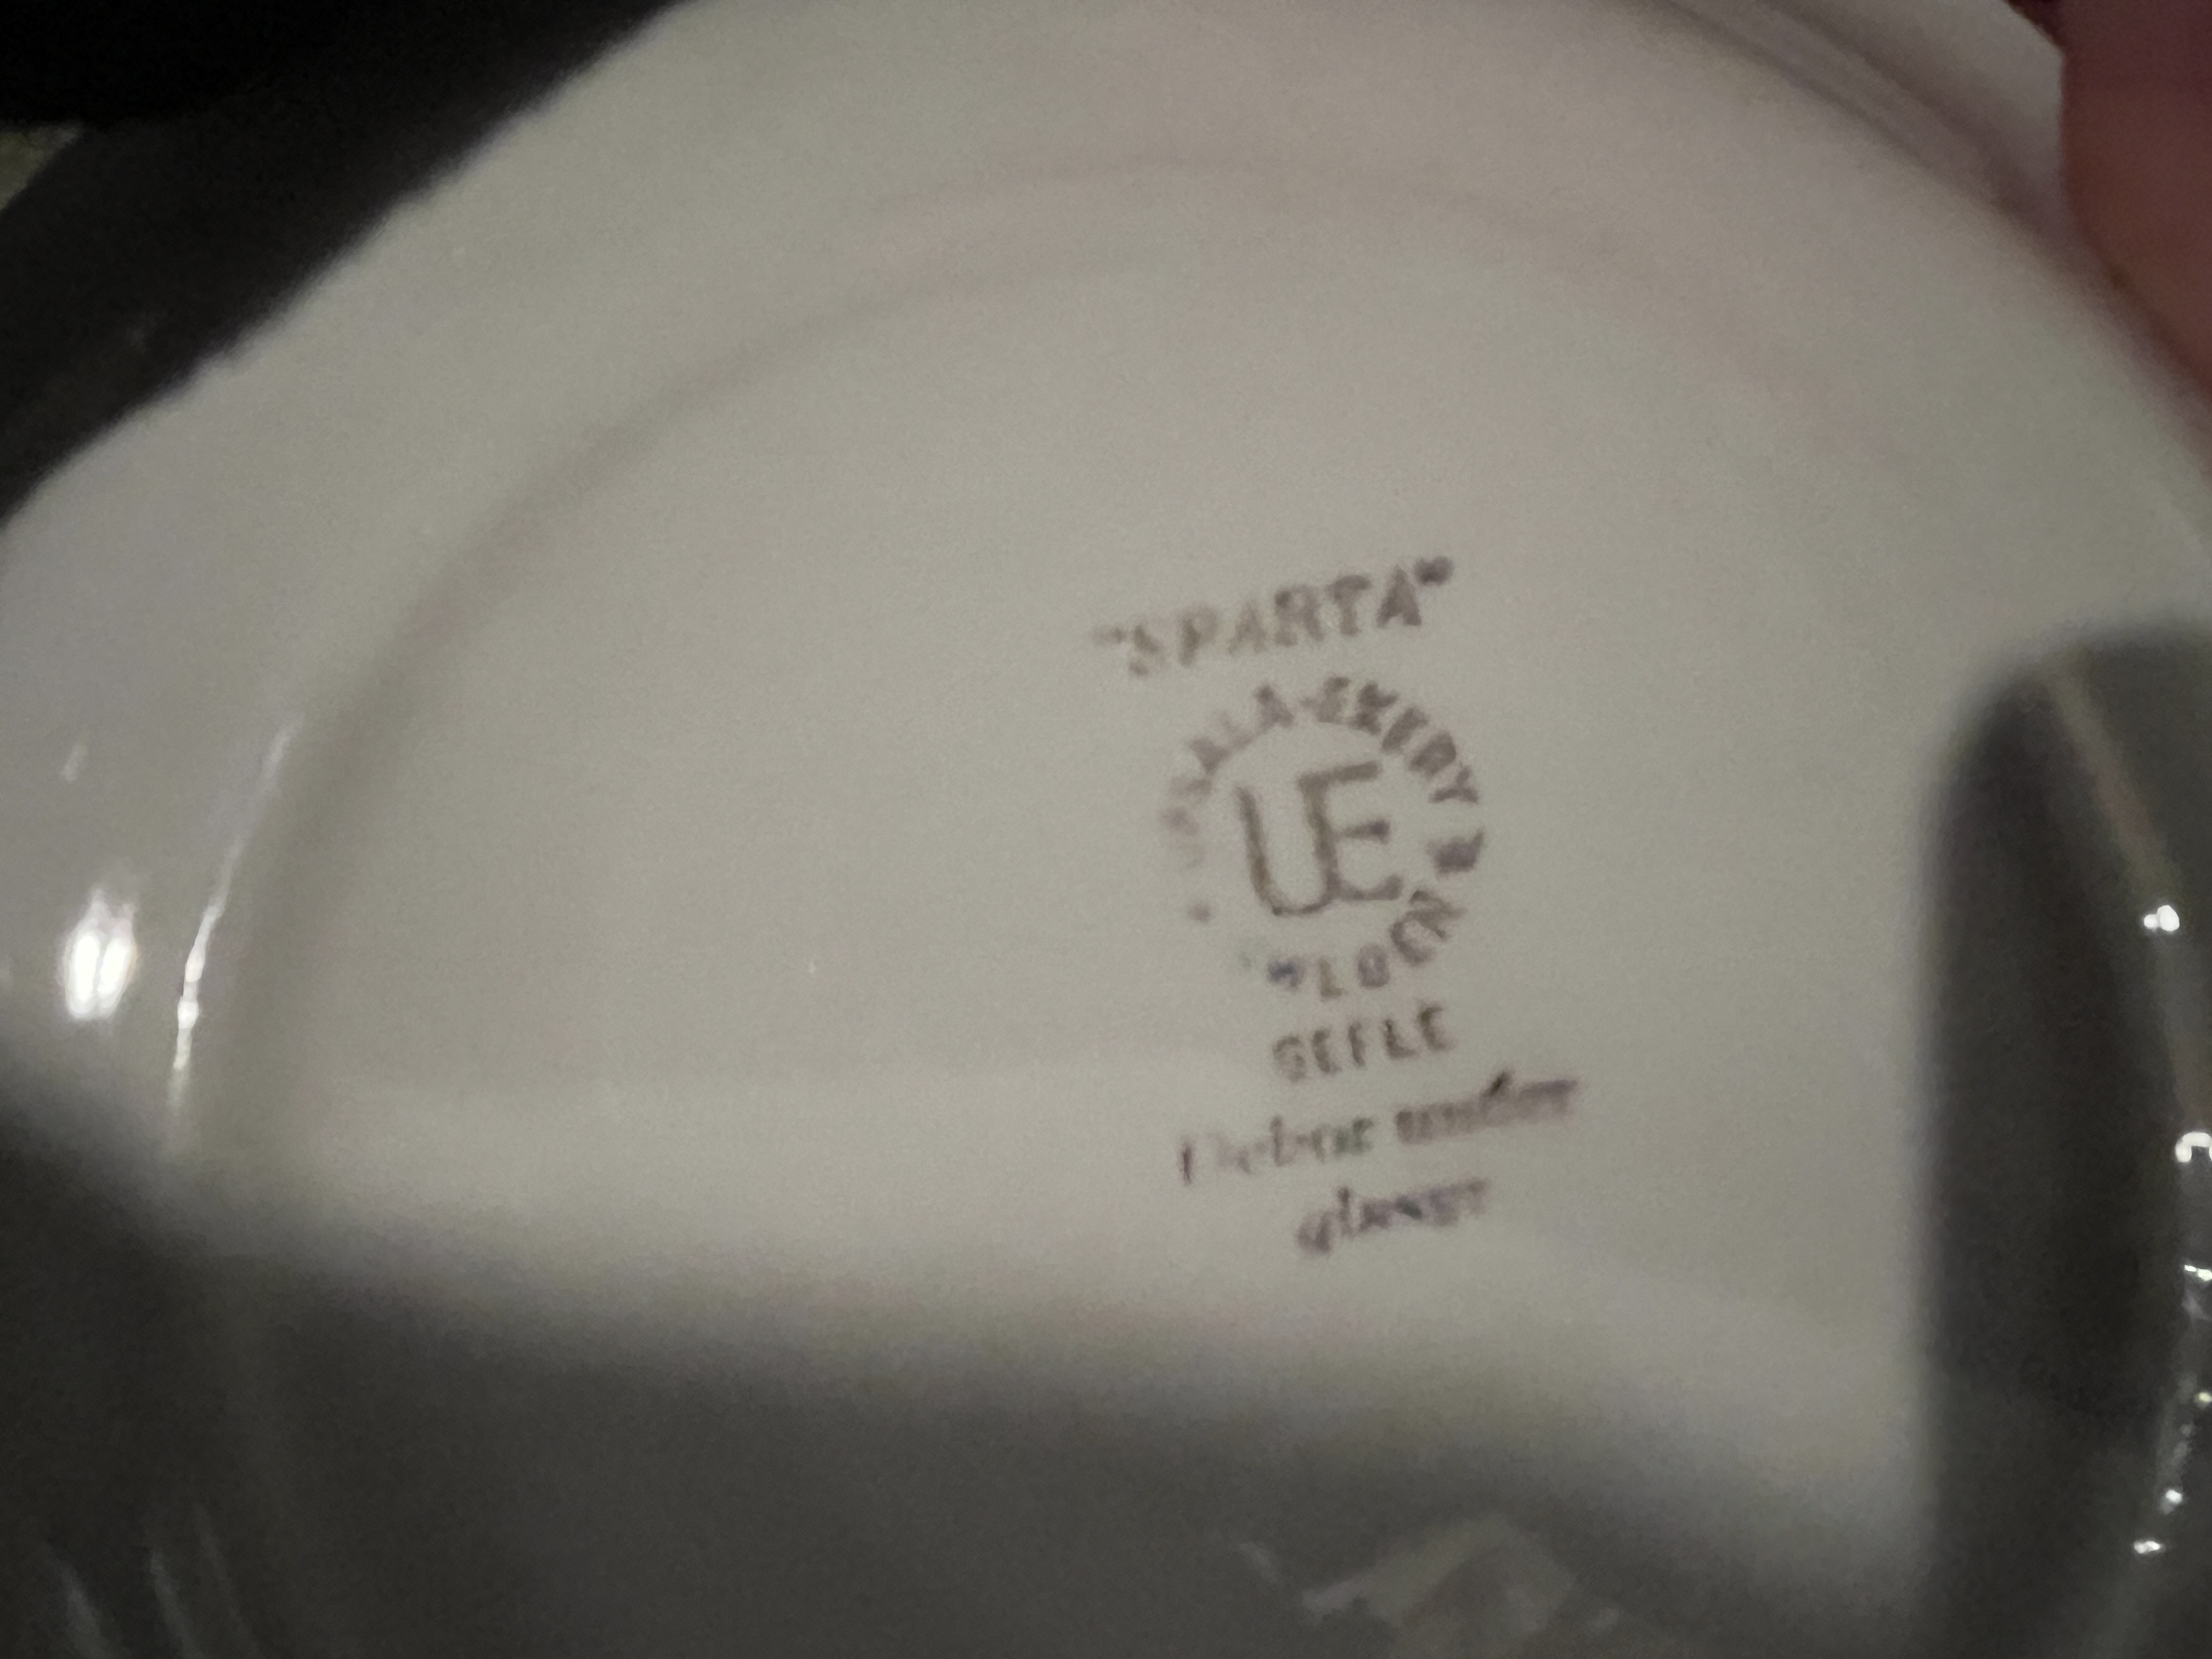 "SPARTA"
UPSALA-EKEBY
UE
GEFLE
Dekor under
glasyr